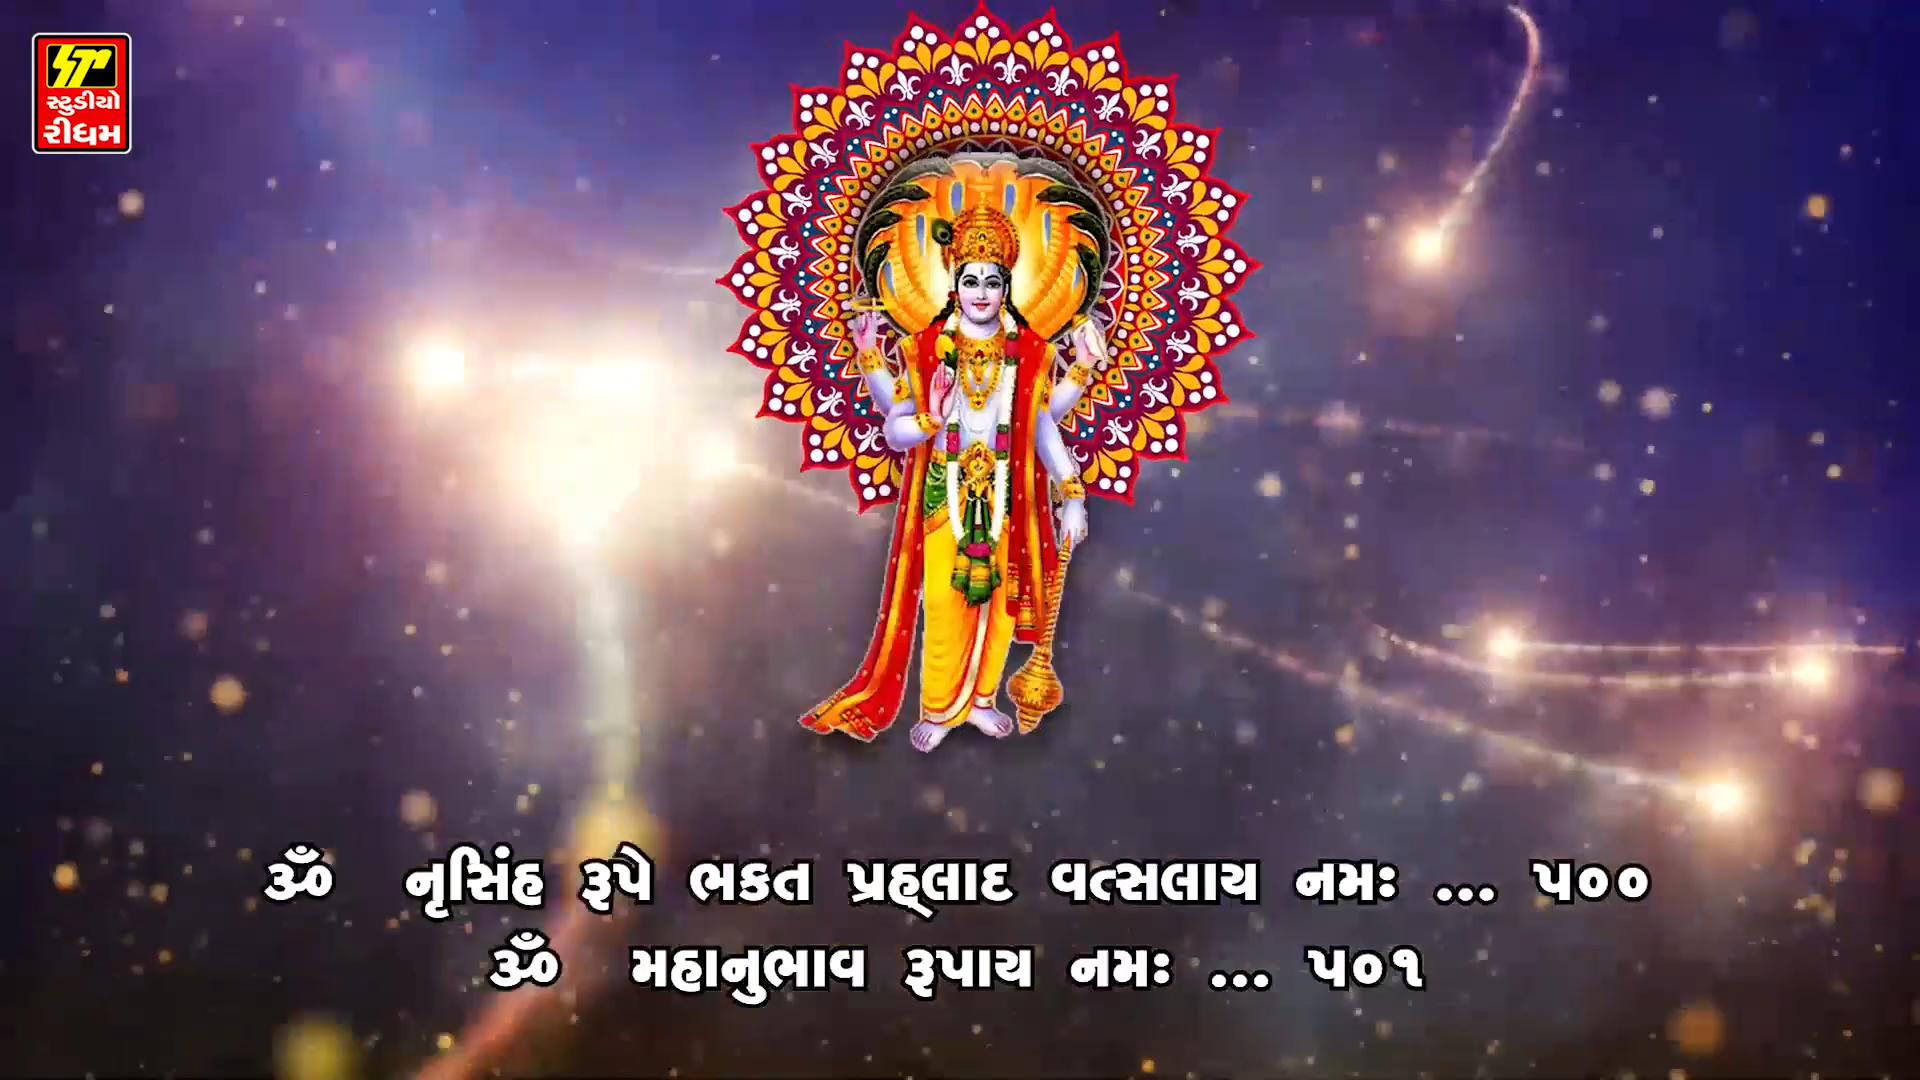 સ્ટુડીયો
રીધમ
ૐ નૃસિંહ રૂપે ભકત પ્રહ્લાદ વત્સલાય નમઃ ... ૫૦૦
ૐ મહાનુભાવ રૂપાય નમઃ ... ૫૦૧